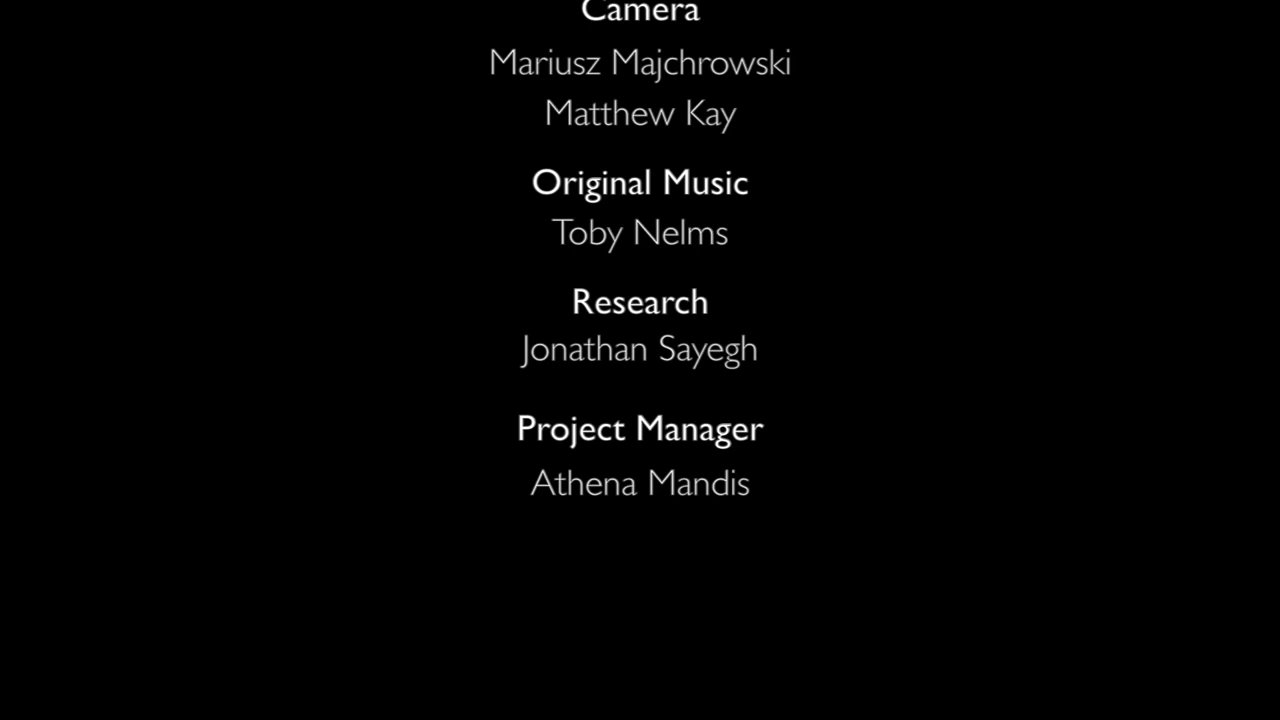 Camera
Mariusz Majchrowski
Matthew Kay
Original Music
Toby Nelms
Research
Jonathan Sayegh
Project Manager
Athena Mandis